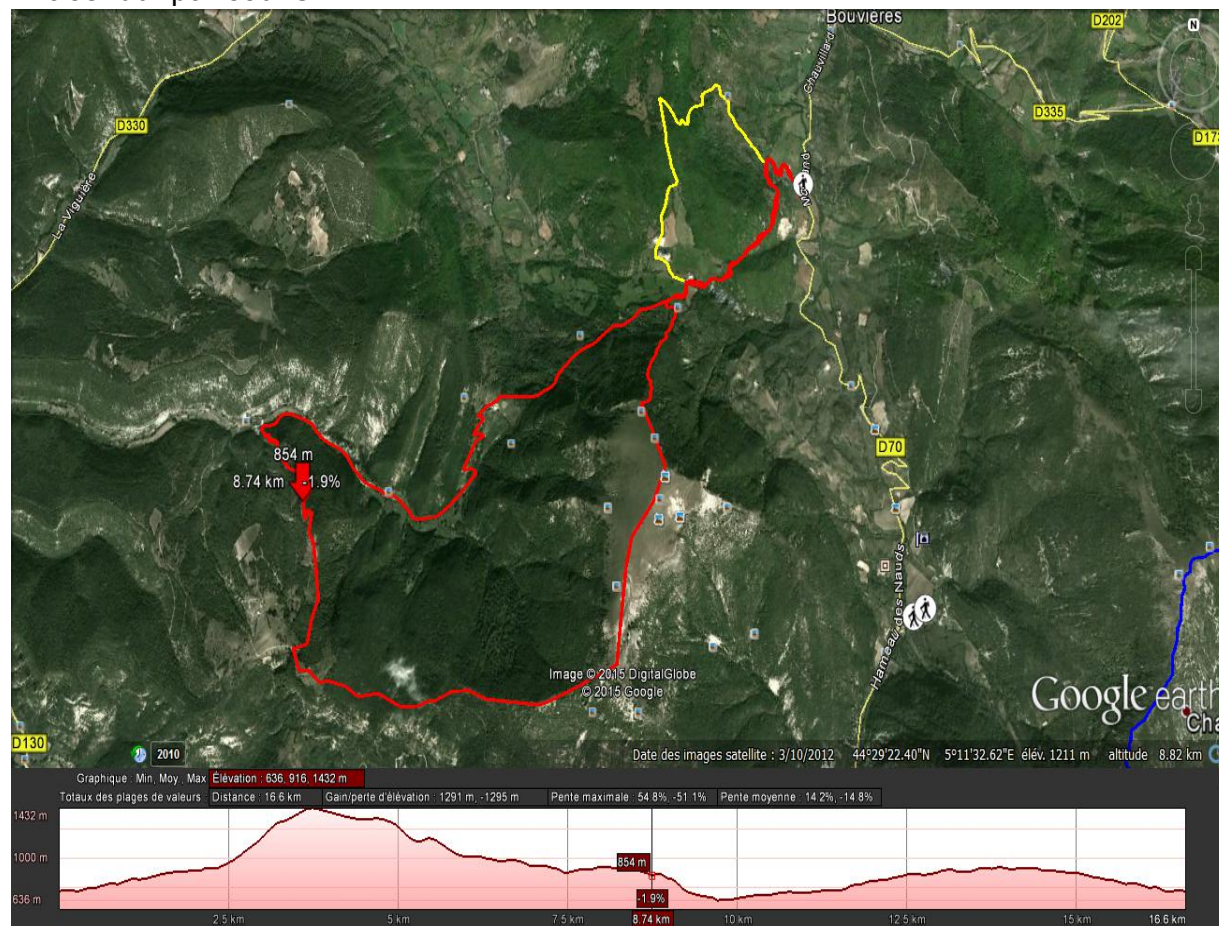 Bouvières
N
D202
D335
D173
Chauvilla d
D330
La Viguière
854 m
8.74 km
-1.9%
D70
Hameau des Nauds
Image © 2015 DigitalGlobe
© 2015 Google
Google earth
Cha
D130
2010
Date des images satellite : 3/10/2012 44°29'22.40"N 5°11'32.62"E élév. 1211 m altitude 8.82 km
Graphique : Min, Moy., Max Élévation : 636, 916, 1432 m
Totaux des plages de valeurs : Distance : 16.6 km Gain/perte d'élévation : 1291 m, -1295 m Pente maximale : 54.8%, -51.1% Pente moyenne : 14.2%, -14.8%
1432 m
1000 m
854 m
636 m
-1.9%
2.5 km 5 km 7.5 km 8.74 km 10 km 12.5 km 15 km 16.6 km